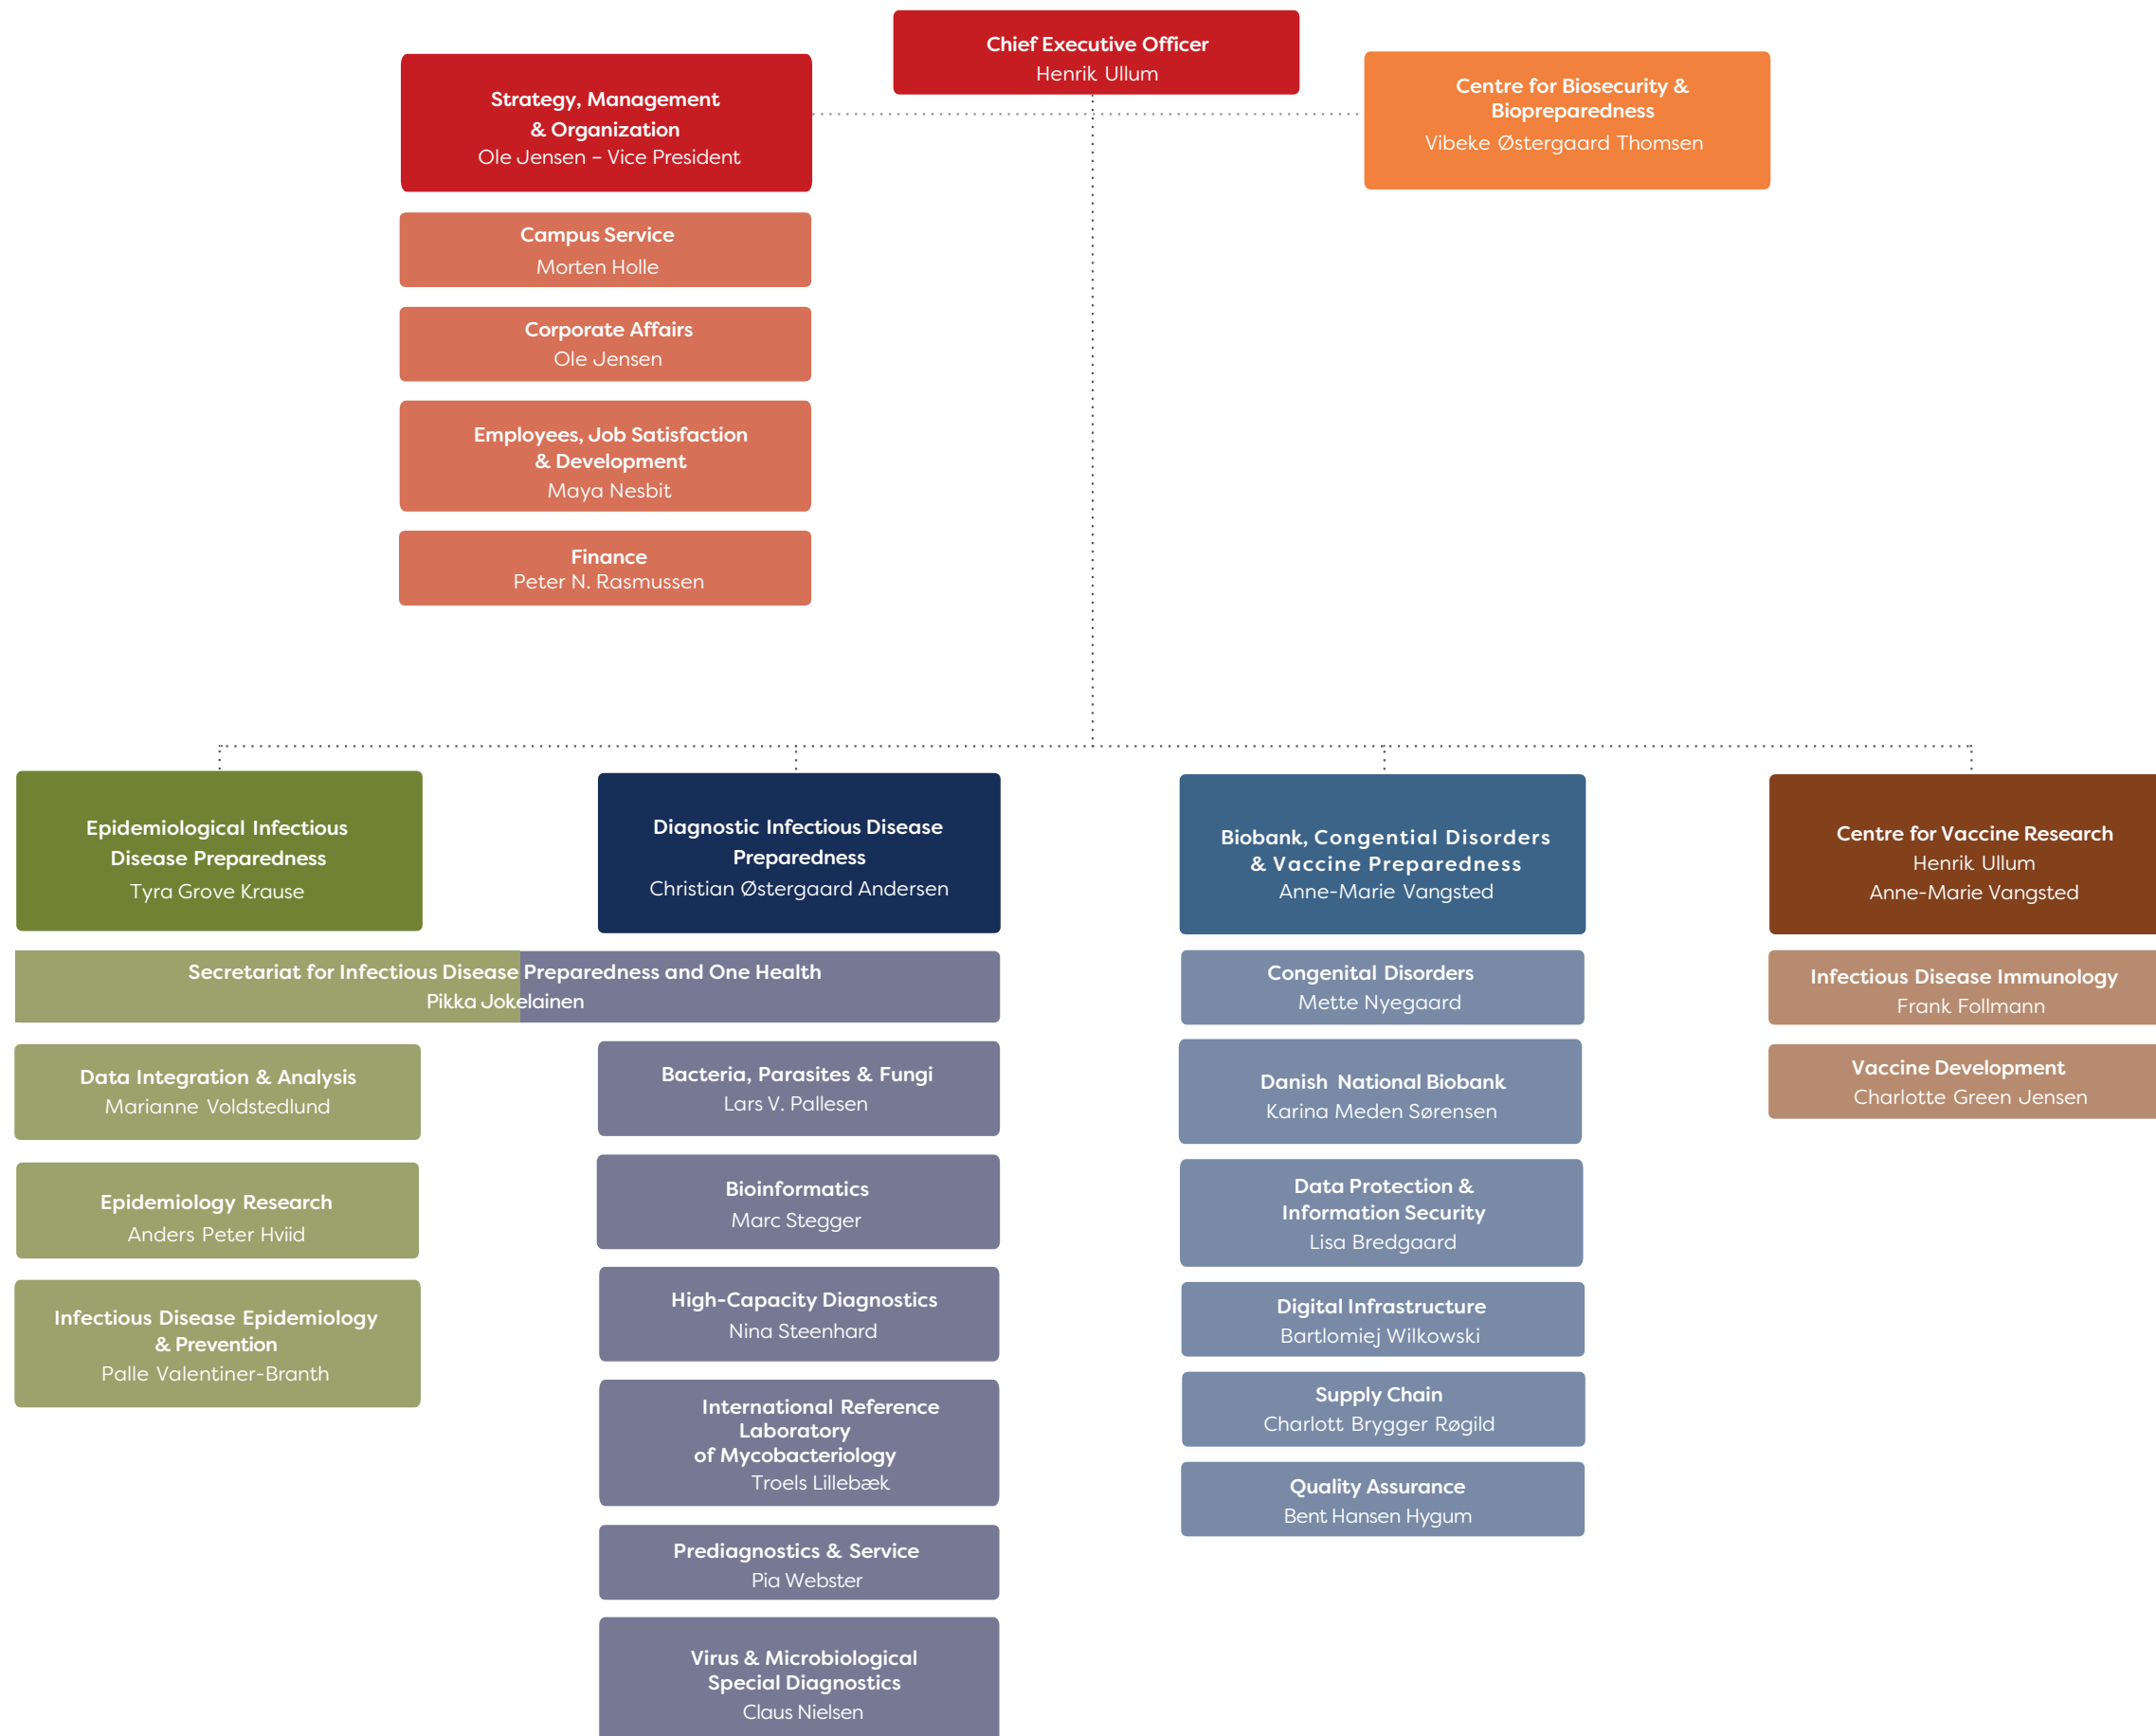 Chief Executive Officer
Henrik Ullum
Strategy, Management
& Organization
Ole Jensen – Vice President
Centre for Biosecurity &
Biopreparedness
Vibeke Østergaard Thomsen
Campus Service
Morten Holle
Corporate Affairs
Ole Jensen
Employees, Job Satisfaction
& Development
Maya Nesbit
Finance
Peter N. Rasmussen
Epidemiological Infectious
Disease Preparedness
Tyra Grove Krause
Diagnostic Infectious Disease
Preparedness
Christian Østergaard Andersen
Biobank, Congential Disorders
& Vaccine Preparedness
Anne-Marie Vangsted
Centre for Vaccine Research
Henrik Ullum
Anne-Marie Vangsted
Secretariat for Infectious Disease Preparedness and One Health
Pikka Jokelainen
Data Integration & Analysis
Marianne Voldstedlund
Epidemiology Research
Anders Peter Hviid
Infectious Disease Epidemiology
& Prevention
Palle Valentiner-Branth
Bacteria, Parasites & Fungi
Lars V. Pallesen
Bioinformatics
Marc Stegger
High-Capacity Diagnostics
Nina Steenhard
International Reference
Laboratory
of Mycobacteriology
Troels Lillebæk
Prediagnostics & Service
Pia Webster
Virus & Microbiological
Special Diagnostics
Claus Nielsen
Congenital Disorders
Mette Nyegaard
Danish National Biobank
Karina Meden Sørensen
Data Protection &
Information Security
Lisa Bredgaard
Digital Infrastructure
Bartlomiej Wilkowski
Supply Chain
Charlott Brygger Røgild
Quality Assurance
Bent Hansen Hygum
Infectious Disease Immunology
Frank Follmann
Vaccine Development
Charlotte Green Jensen